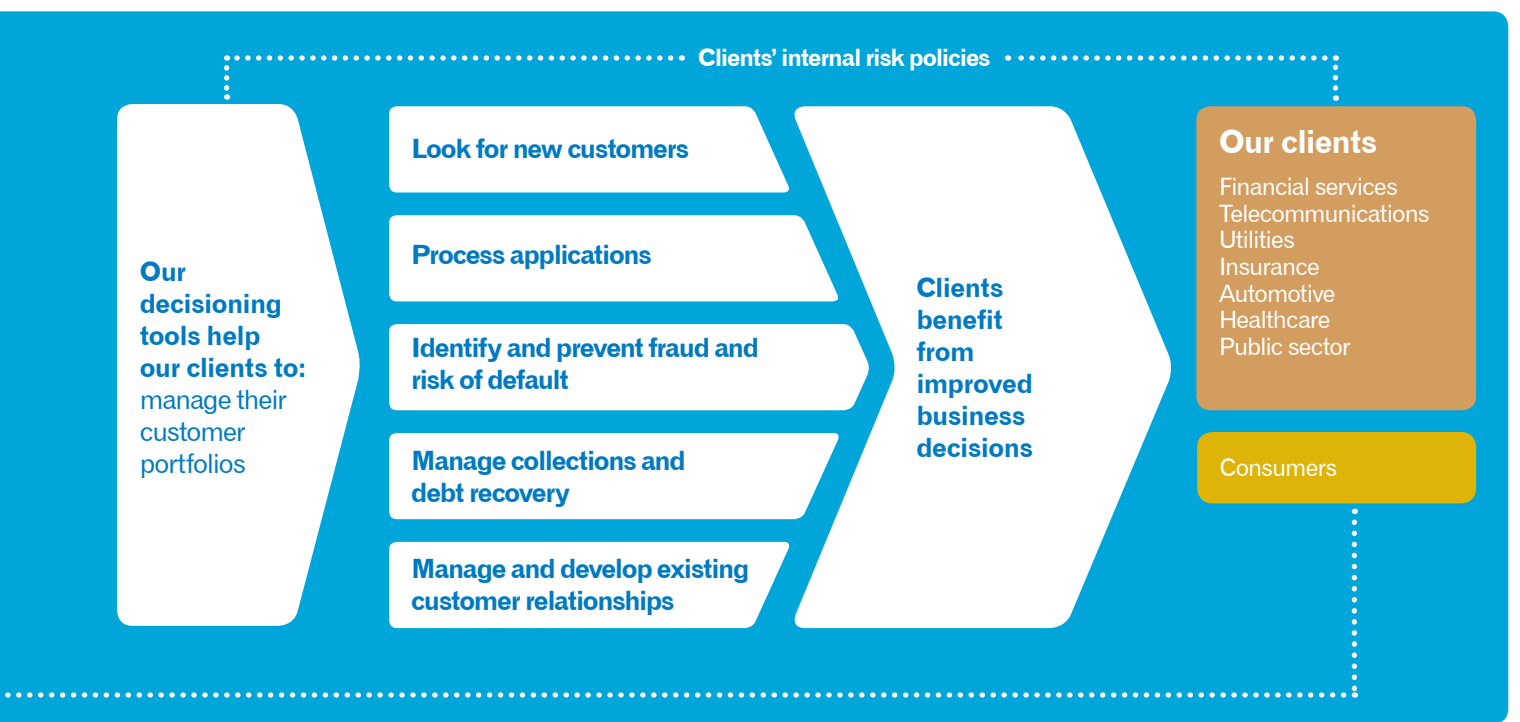 Clients’ internal risk policies
Our
decisioning
tools help
our clients to:
manage their
customer
portfolios
Look for new customers
Process applications
Identify and prevent fraud and
risk of default
Manage collections and
debt recovery
Manage and develop existing
customer relationships
Clients
benefit
from
improved
business
decisions
Our clients
Financial services
Telecommunications
Utilities
Insurance
Automotive
Healthcare
Public sector
Consumers